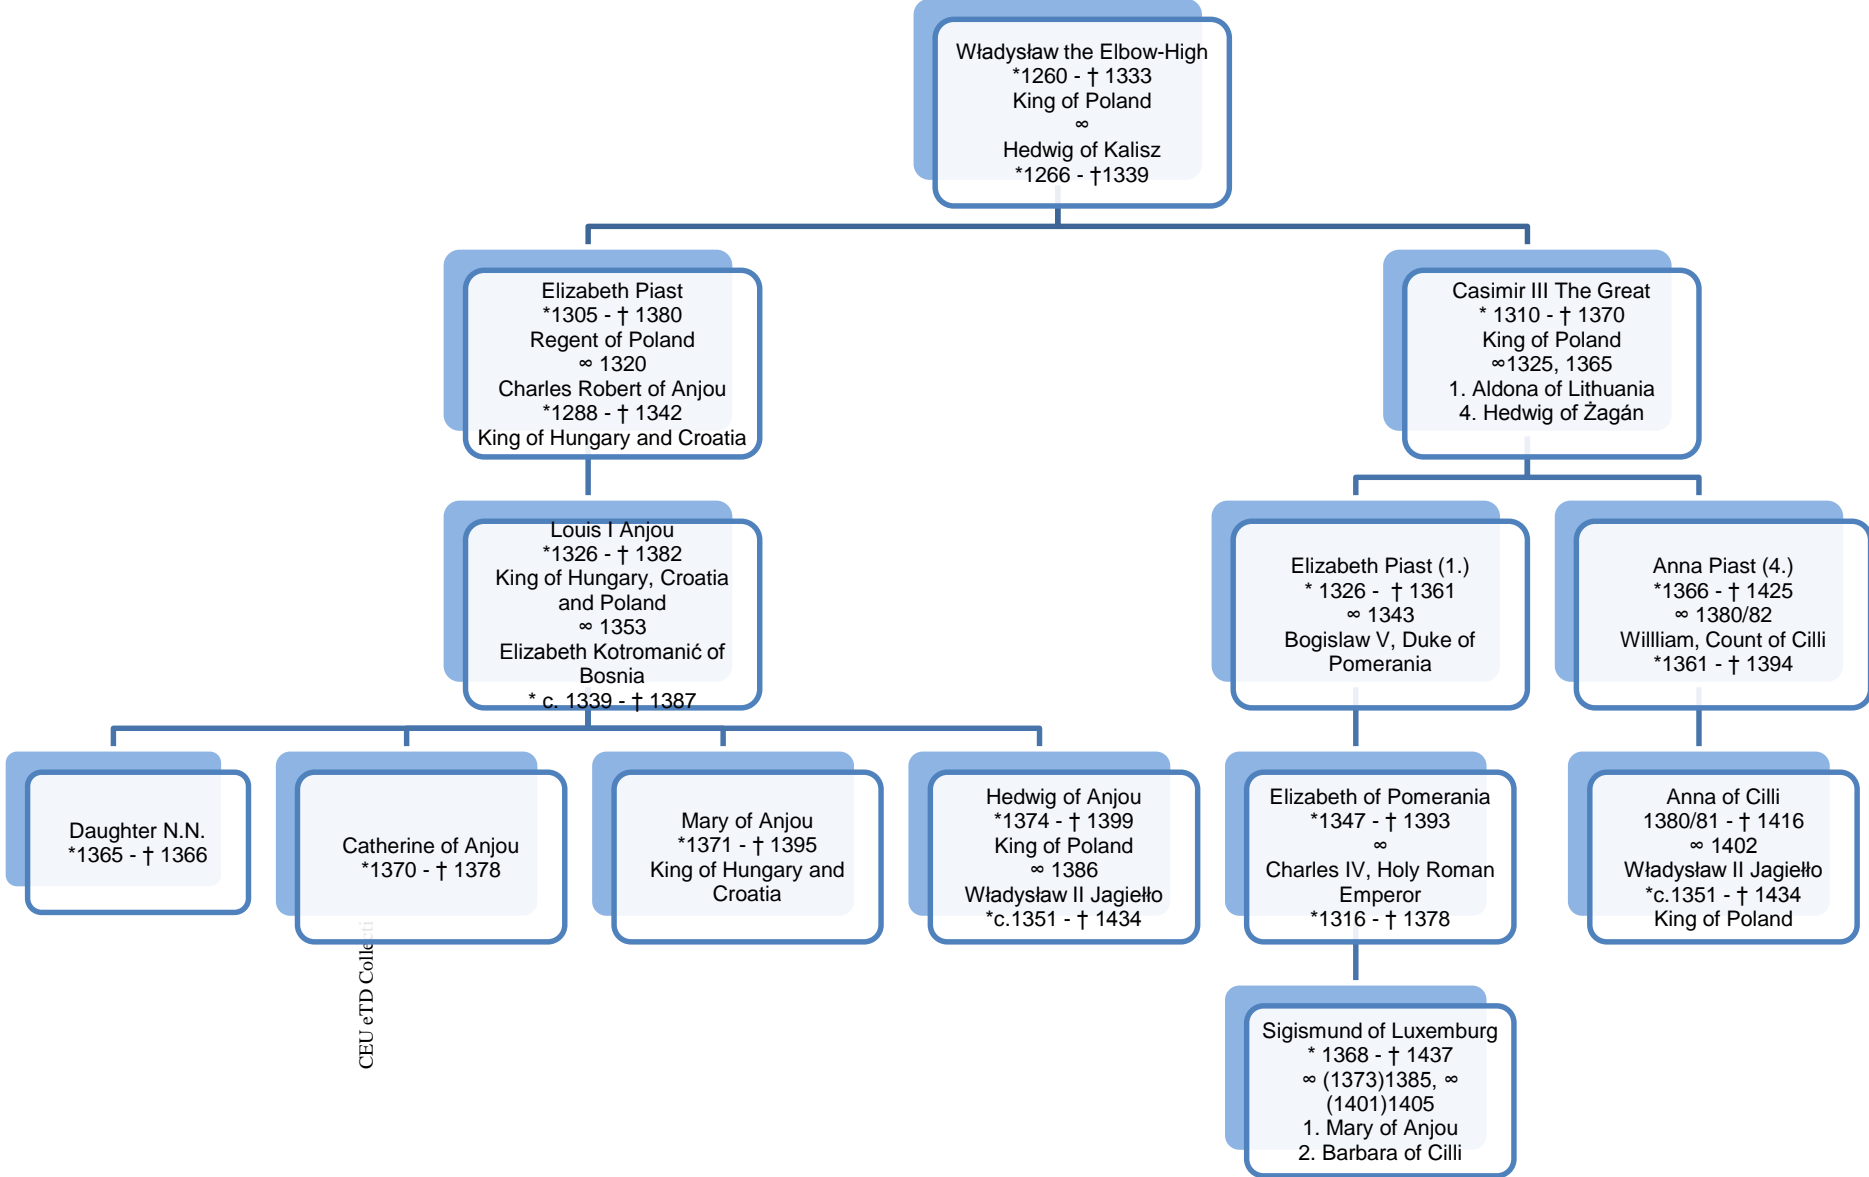 Władysław the Elbow-High
*1260 - † 1333
King of Poland
∞
Hedwig of Kalisz
*1266 - †1339
Elizabeth Piast
*1305 - † 1380
Regent of Poland
∞ 1320
Charles Robert of Anjou
*1288 - † 1342
King of Hungary and Croatia
Casimir III The Great
* 1310 - † 1370
King of Poland
∞1325, 1365
1. Aldona of Lithuania
4. Hedwig of Żagán
Louis I Anjou
*1326 - † 1382
King of Hungary, Croatia
and Poland
∞ 1353
Elizabeth Kotromanić of
Bosnia
* c. 1339 - † 1387
Elizabeth Piast (1.)
* 1326 - † 1361
∞ 1343
Bogislaw V, Duke of
Pomerania
Anna Piast (4.)
*1366 - † 1425
∞ 1380/82
Willliam, Count of Cilli
*1361 - † 1394
Daughter N.N.
*1365 - † 1366
Catherine of Anjou
*1370 - † 1378
Mary of Anjou
*1371 - † 1395
King of Hungary and
Croatia
Hedwig of Anjou
*1374 - † 1399
King of Poland
∞ 1386
Władysław II Jagiełło
*c.1351 - † 1434
Elizabeth of Pomerania
*1347 - † 1393
∞
Charles IV, Holy Roman
Emperor
*1316 - † 1378
Anna of Cilli
1380/81 - † 1416
∞ 1402
Władysław II Jagiełło
*c.1351 - † 1434
King of Poland
Sigismund of Luxemburg
* 1368 - † 1437
∞ (1373)1385, ∞
(1401)1405
1. Mary of Anjou
2. Barbara of Cilli
CEU eTD Collecti